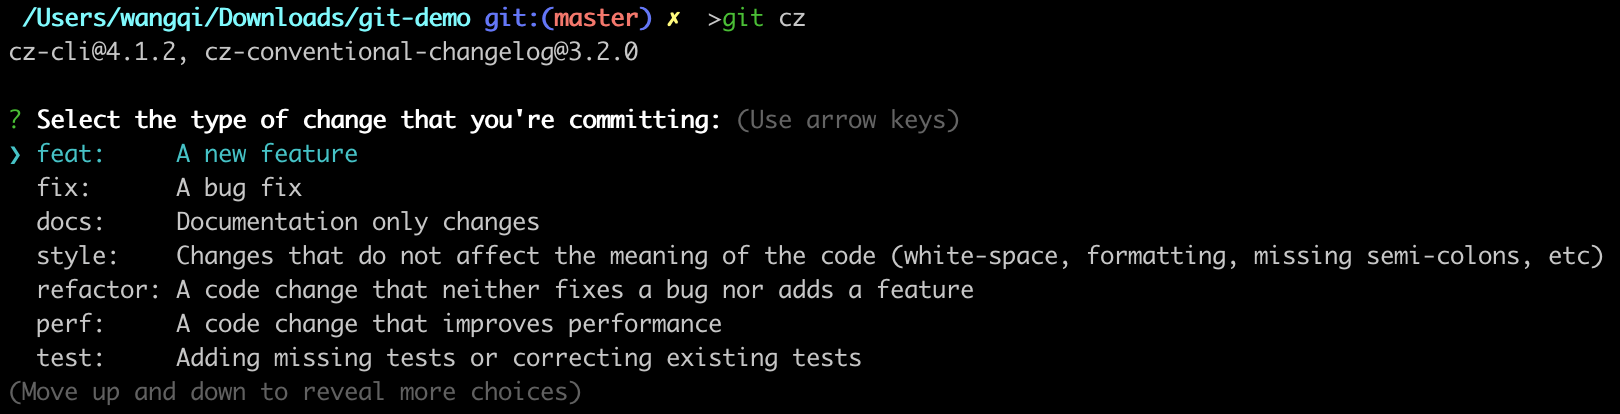 /Users/wangqi/Downloads/git-demo git:(master) ✗  >git cz
cz-cli@4.1.2, cz-conventional-changelog@3.2.0
? Select the type of change that you're committing: (Use arrow keys)
❯ feat:     A new feature
  fix:      A bug fix
  docs:     Documentation only changes
  style:    Changes that do not affect the meaning of the code (white-space, formatting, missing semi-colons, etc)
  refactor: A code change that neither fixes a bug nor adds a feature
  perf:     A code change that improves performance
  test:     Adding missing tests or correcting existing tests
(Move up and down to reveal more choices)